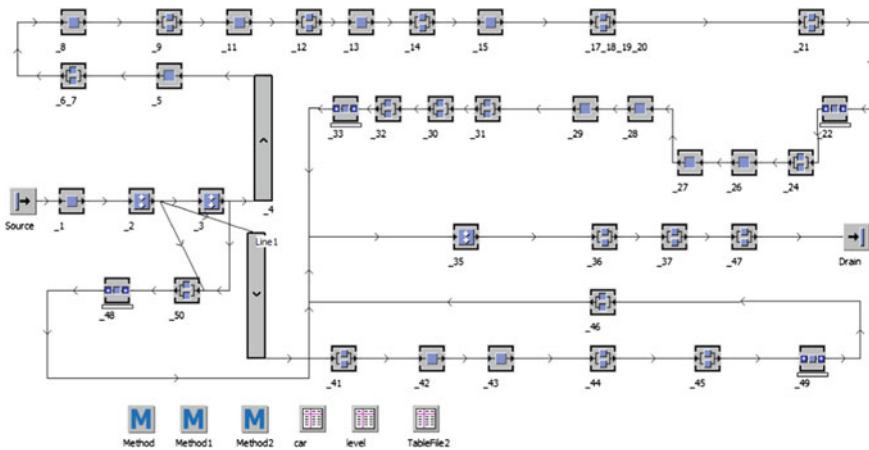 _8 _9 _11 _12 _13 _14 _15 _17_18_19_20 _21
_6_7 _5
_33 _32 _30 _31 _29 _28 _22
_27 _26 _24
Source _1 _2 _3 _4
Line1
_35 _36 _37 _47 Drain
_48 _50
_46
_41 _42 _43 _44 _45 _49
M M M
Method Method1 Method2 car level TableFile2